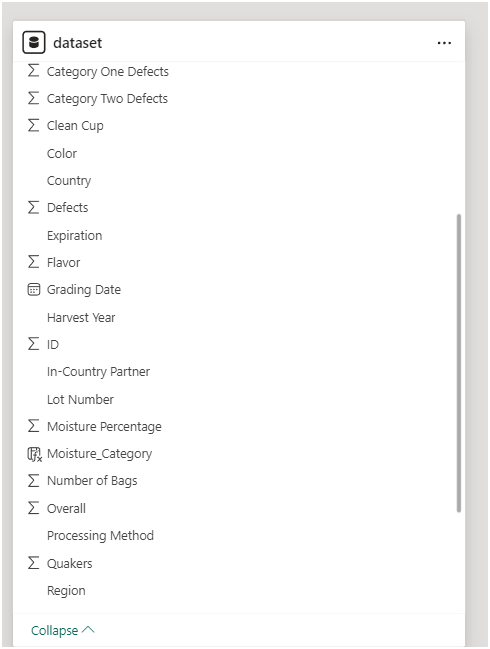 dataset
Category One Defects
Category Two Defects
Clean Cup
Color
Country
Defects
Expiration
Flavor
Grading Date
Harvest Year
ID
In-Country Partner
Lot Number
Moisture Percentage
Moisture_Category
Number of Bags
Overall
Processing Method
Quakers
Region
Collapse